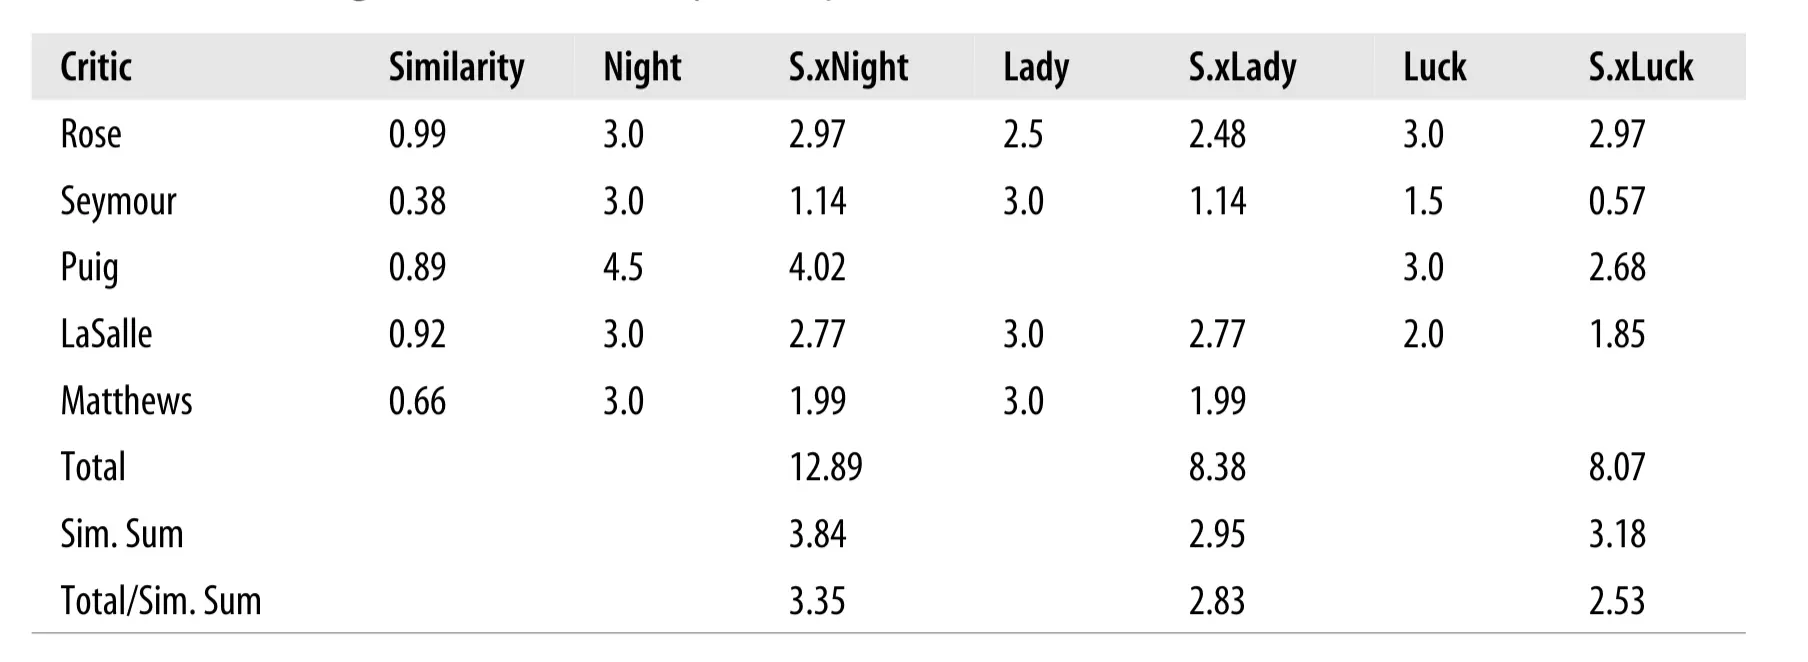 Critic Similarity Night S.xNight Lady S.xLady Luck S.xLuck
Rose 0.99 3.0 2.97 2.5 2.48 3.0 2.97
Seymour 0.38 3.0 1.14 3.0 1.14 1.5 0.57
Puig 0.89 4.5 4.02 3.0 2.68
LaSalle 0.92 3.0 2.77 3.0 2.77 2.0 1.85
Matthews 0.66 3.0 1.99 3.0 1.99
Total 12.89 8.38 8.07
Sim. Sum 3.84 2.95 3.18
Total/Sim. Sum 3.35 2.83 2.53